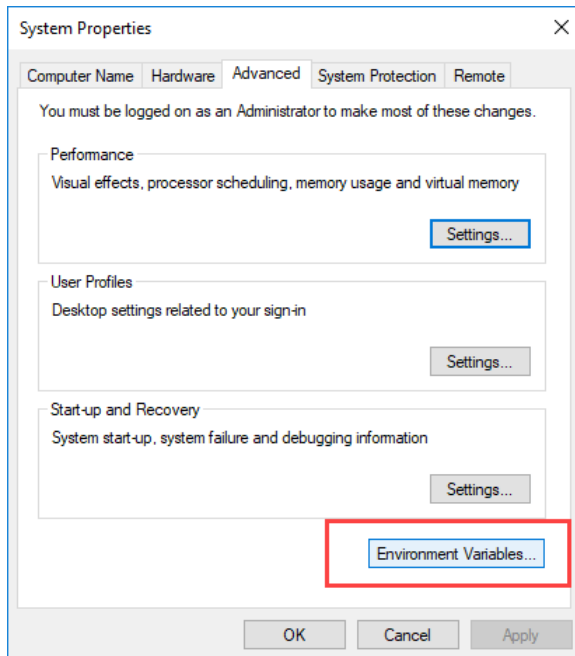 System Properties
Computer Name Hardware Advanced System Protection Remote
You must be logged on as an Administrator to make most of these changes.
Performance
Visual effects, processor scheduling, memory usage and virtual memory
Settings...
User Profiles
Desktop settings related to your sign-in
Settings...
Start-up and Recovery
System start-up, system failure and debugging information
Settings...
Environment Variables...
OK Cancel Apply